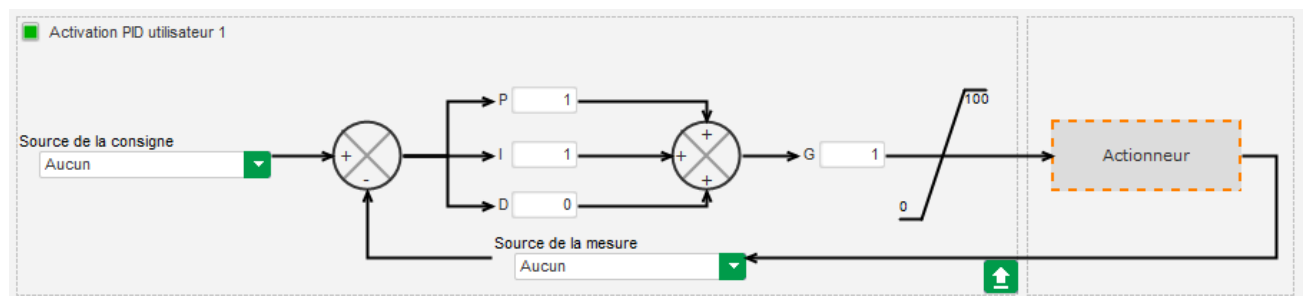 Activation PID utilisateur 1
P 1
100
Source de la consigne
Aucun
+
-
I 1
+
+
+
G 1
Actionneur
D 0
0
Source de la mesure
Aucun